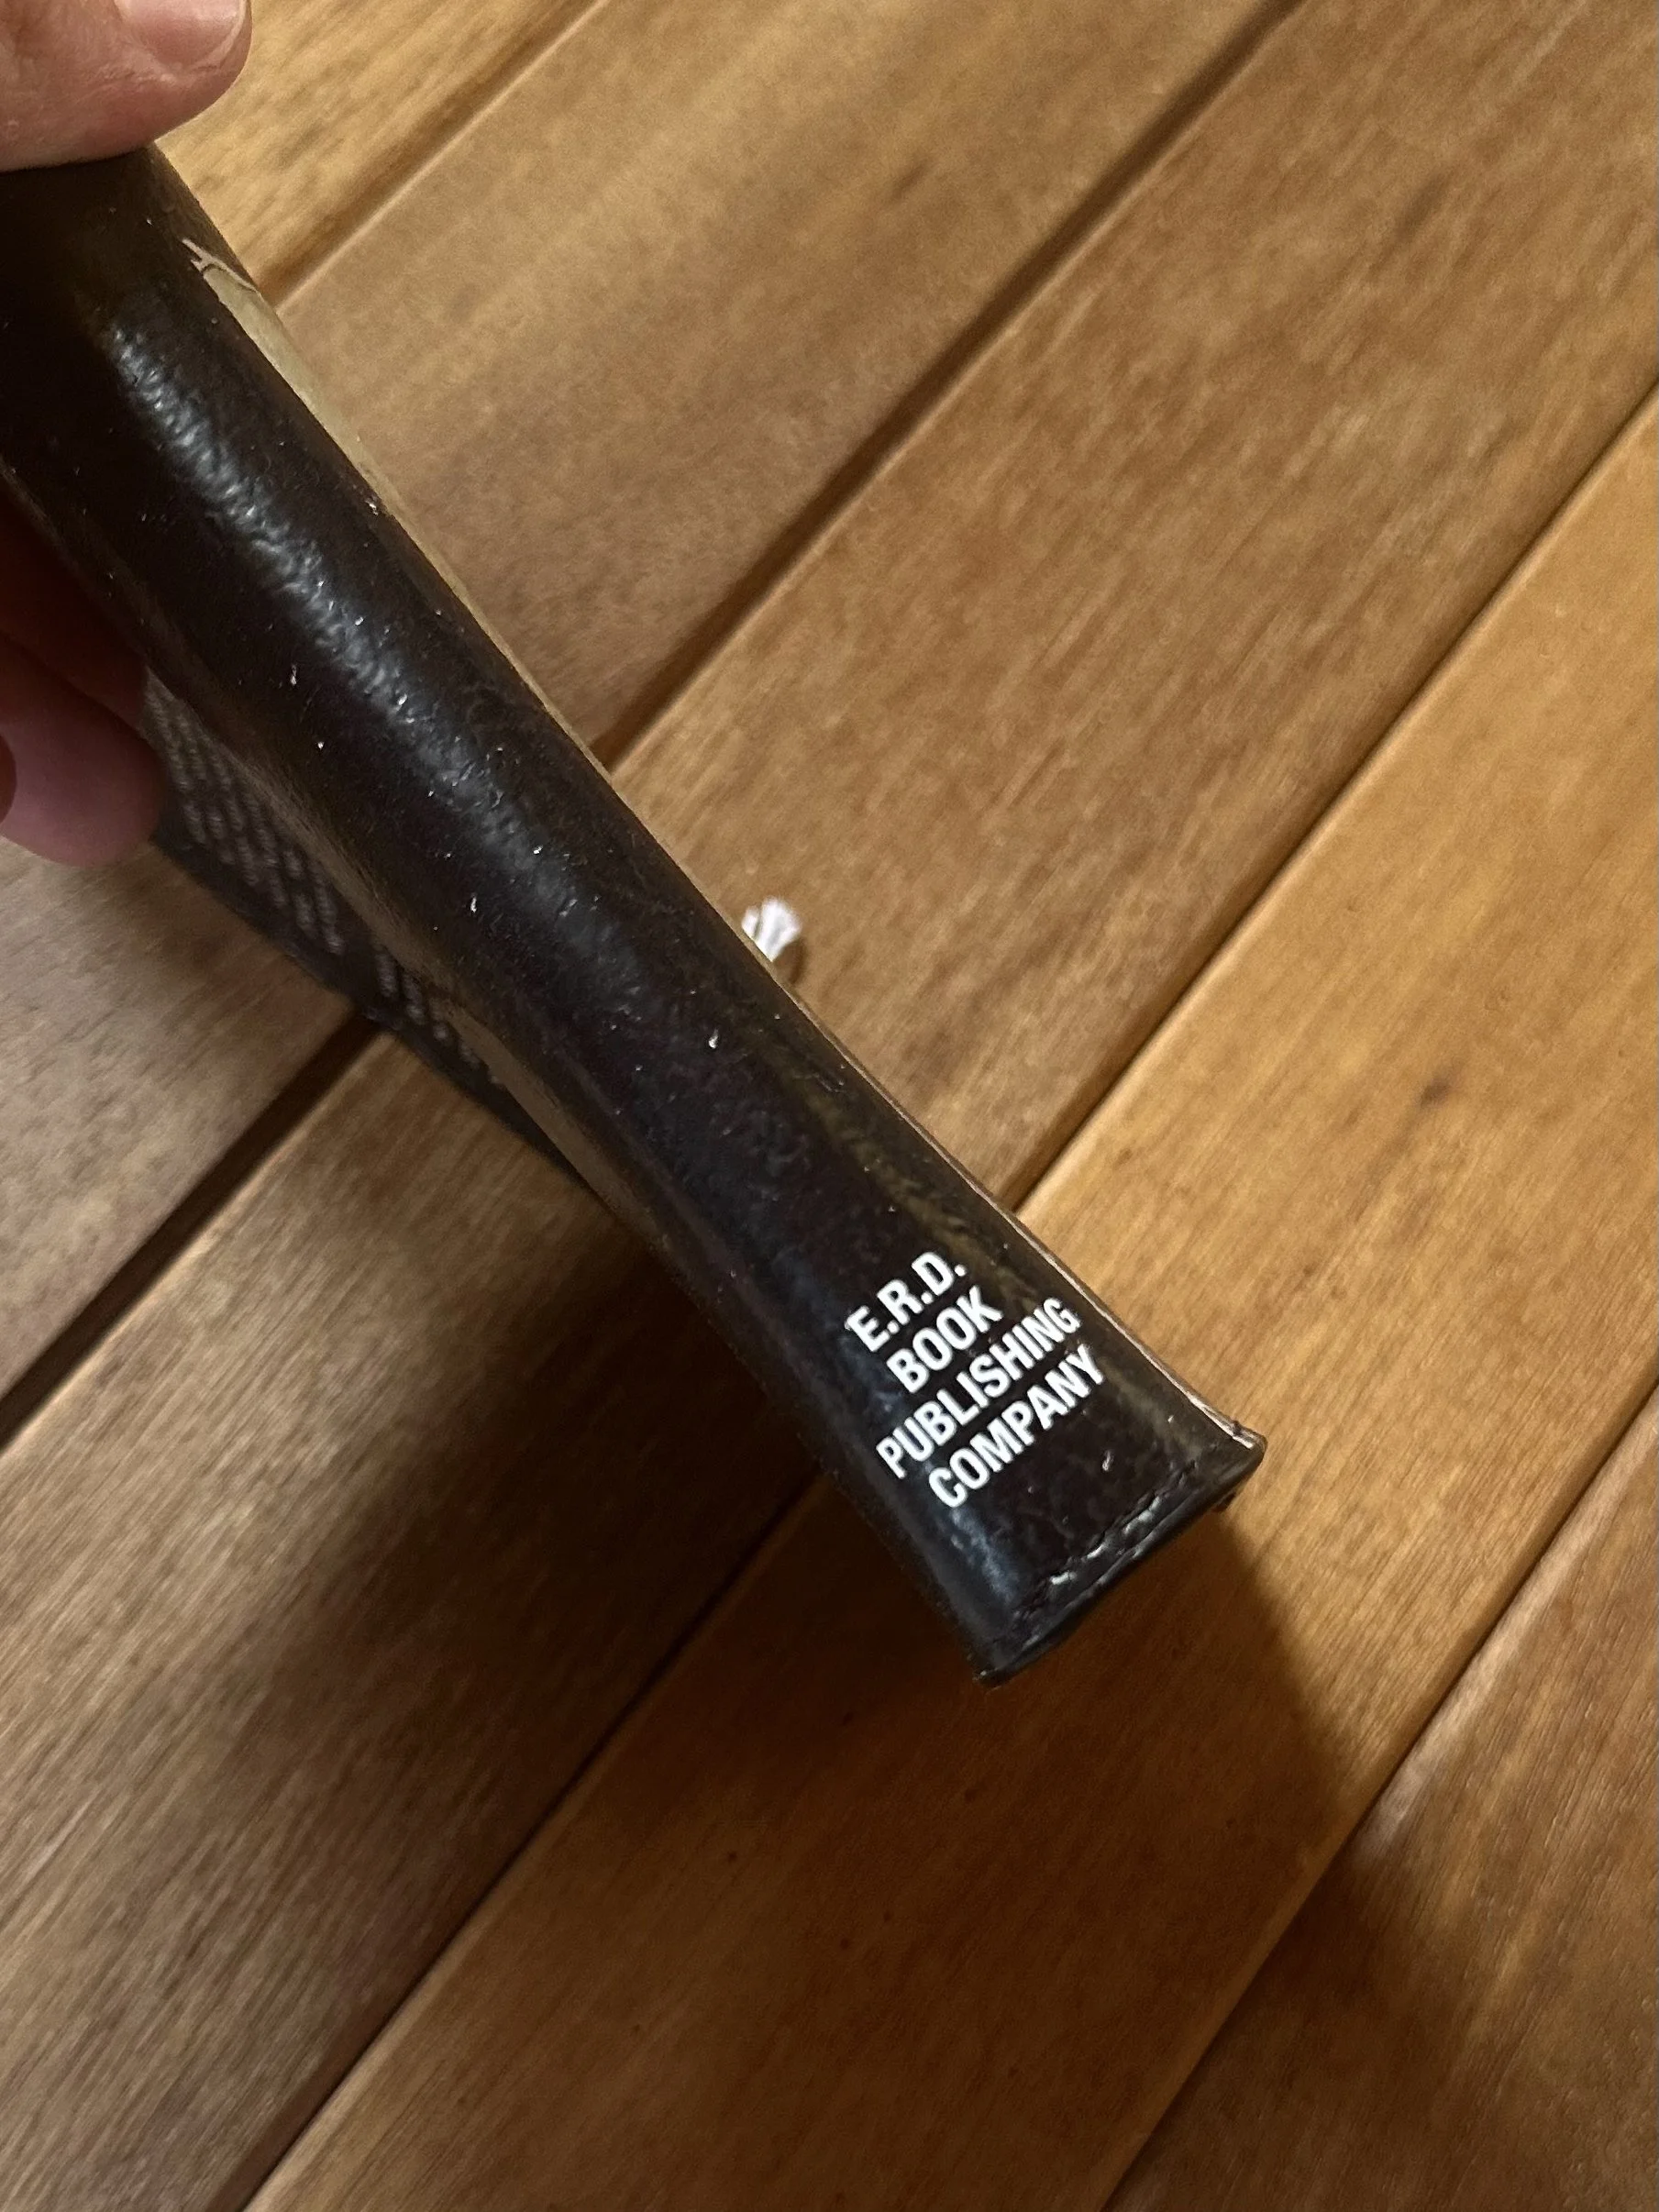 E.R.D.
BOOK
PUBLISHING
COMPANY